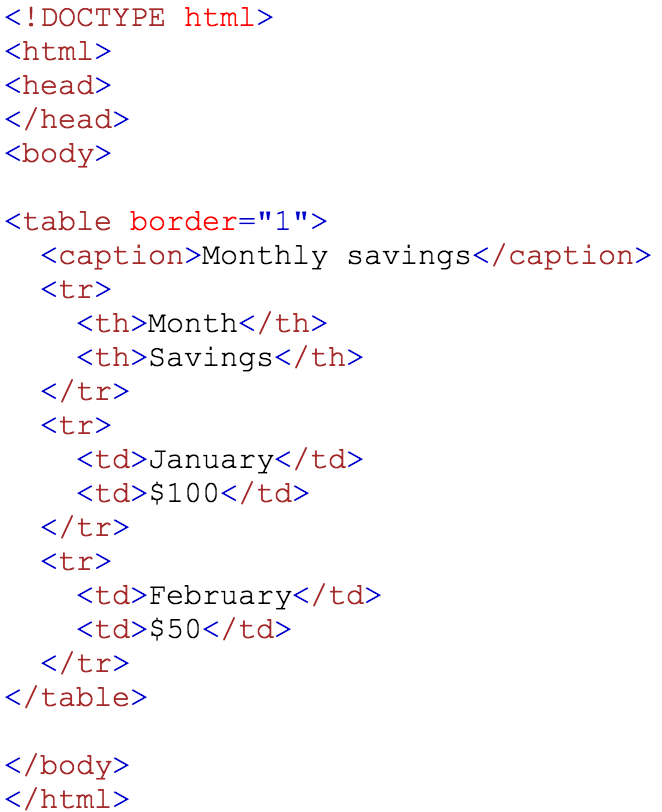 <!DOCTYPE html>
<html>
<head>
</head>
<body>

<table border="1">
  <caption>Monthly savings</caption>
  <tr>
    <th>Month</th>
    <th>Savings</th>
  </tr>
  <tr>
    <td>January</td>
    <td>$100</td>
  </tr>
  <tr>
    <td>February</td>
    <td>$50</td>
  </tr>
</table>

</body>
</html>